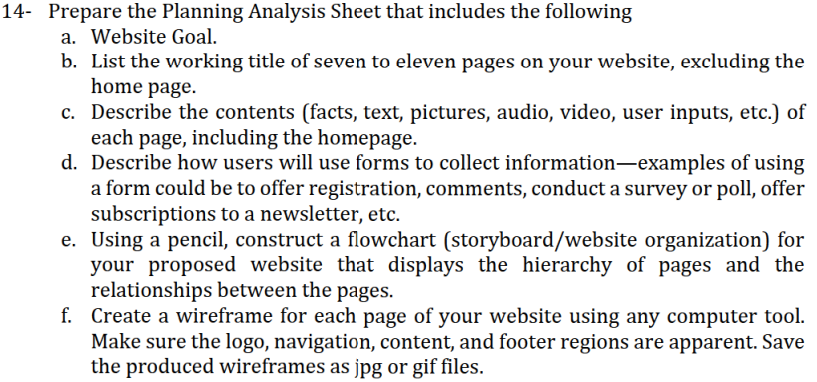 14- Prepare the Planning Analysis Sheet that includes the following
a. Website Goal.
b. List the working title of seven to eleven pages on your website, excluding the
home page.
c. Describe the contents (facts, text, pictures, audio, video, user inputs, etc.) of
each page, including the homepage.
d. Describe how users will use forms to collect information—examples of using
a form could be to offer registration, comments, conduct a survey or poll, offer
subscriptions to a newsletter, etc.
e. Using a pencil, construct a flowchart (storyboard/website organization) for
your proposed website that displays the hierarchy of pages and the
relationships between the pages.
f. Create a wireframe for each page of your website using any computer tool.
Make sure the logo, navigation, content, and footer regions are apparent. Save
the produced wireframes as jpg or gif files.